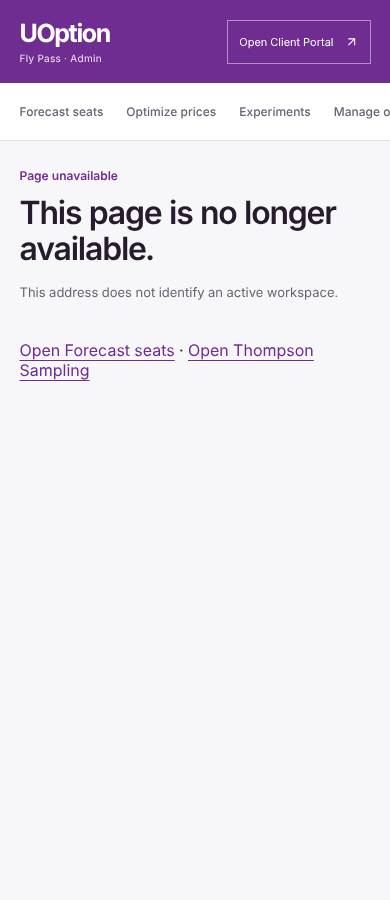 UOption
Fly Pass · Admin
Open Client Portal
Forecast seats Optimize prices Experiments Manage o
Page unavailable
This page is no longer
available.
This address does not identify an active workspace.
Open Forecast seats · Open Thompson
Sampling